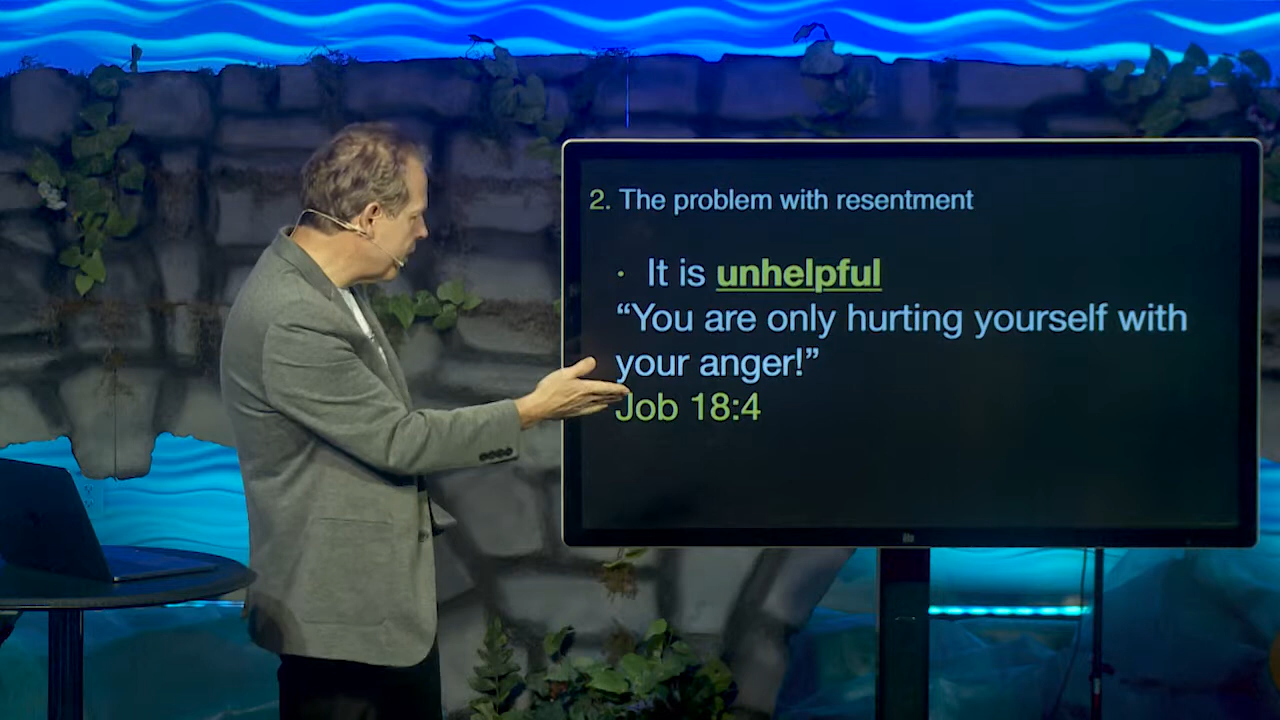 2. The problem with resentment
· It is unhelpful
“You are only hurting yourself with
your anger!”
Job 18:4